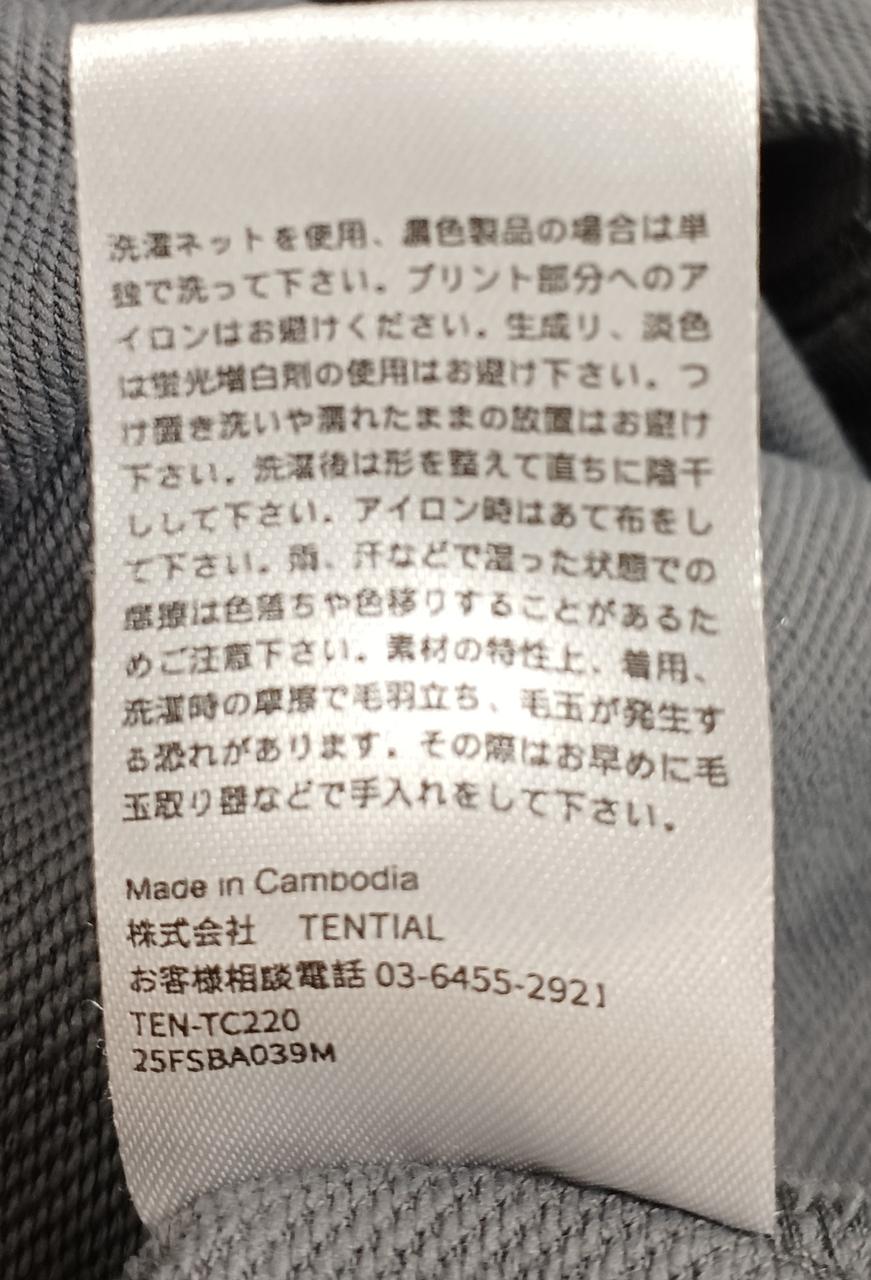 洗濯ネットを使用、濃色製品の場合は単
独で洗って下さい。プリント部分へのア
イロンはお避けください。生成り、淡色
は蛍光増白剤の使用はお避け下さい。つ
け置き洗いや濡れたままの放置はお避け
下さい。洗濯後は形を整えて直ちに陰干
 しして下さい。アイロン時はあて布をし
て下さい。雨、汗などで湿った状態での
摩擦は色落ちや色移りすることがあるた
めご注意下さい。素材の特性上、着用、
洗濯時の摩擦で毛羽立ち、毛玉が発生す
る恐れがあります。その際はお早めに毛
玉取り器などで手入れをして下さい。
Made in Cambodia
株式会社　TENTIAL
お客様相談電話 03-6455-2921
TEN-TC220
25FSBA039M